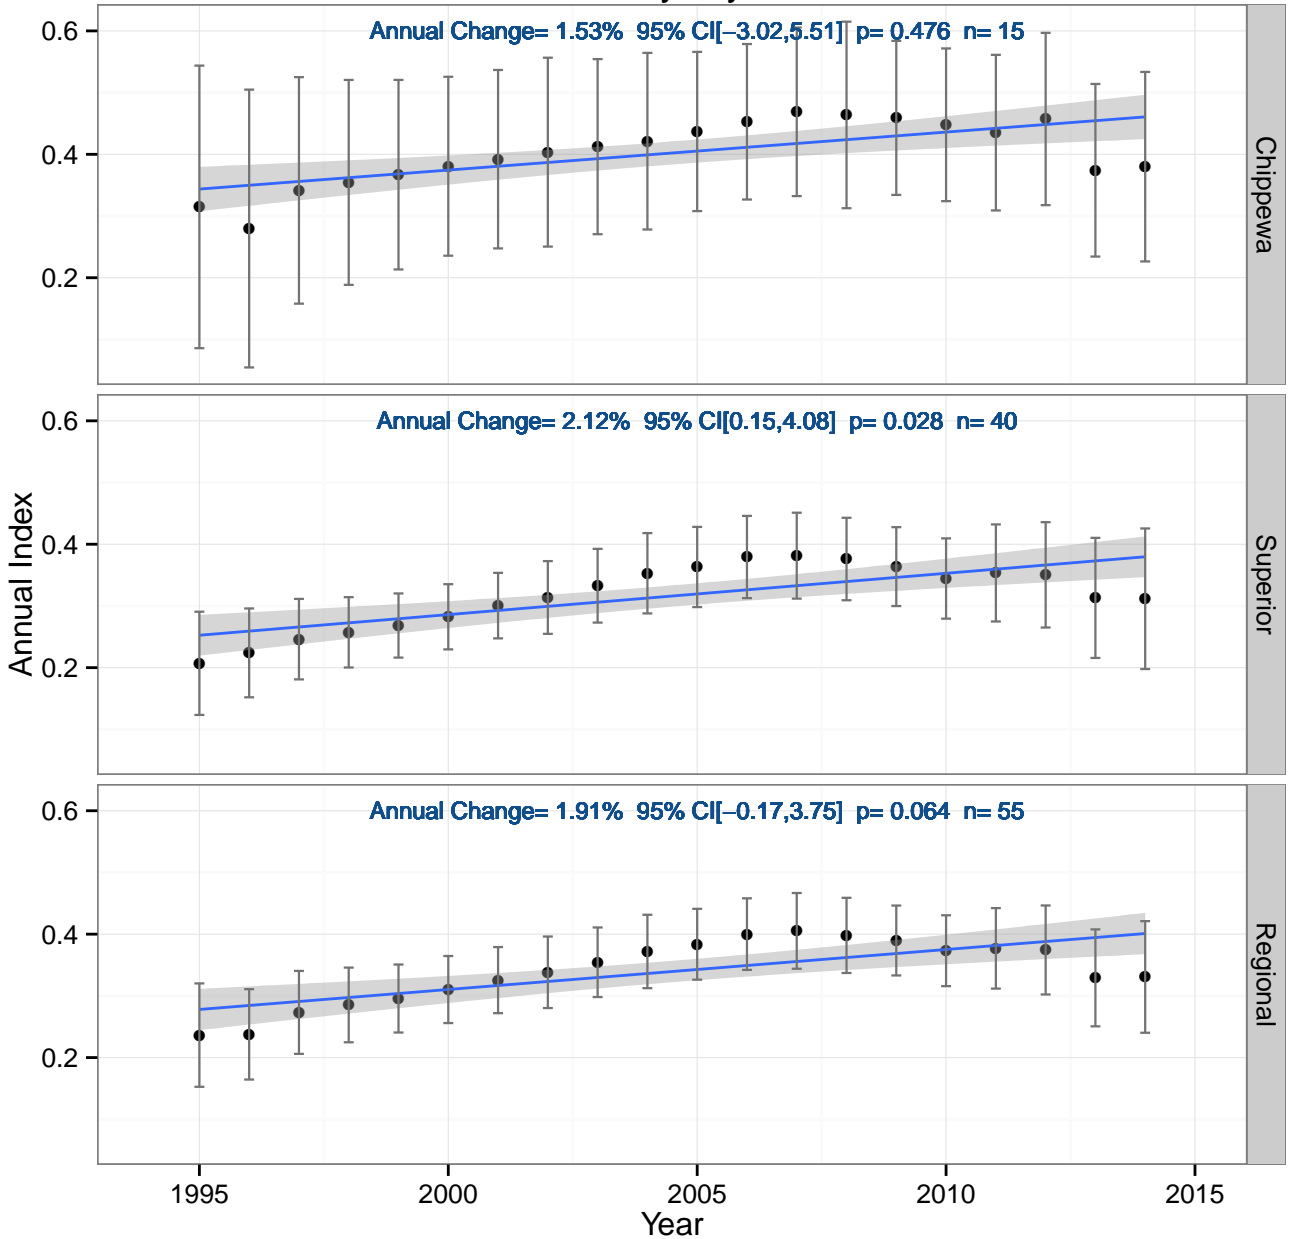 Annual Change= 1.53%  95% CI[−3.02,5.51]  p= 0.476  n= 15
0.6
0.4
0.2
Chippewa
Annual Change= 2.12%  95% CI[0.15,4.08]  p= 0.028  n= 40
0.6
0.4
0.2
Superior
Annual Index
Annual Change= 1.91%  95% CI[−0.17,3.75]  p= 0.064  n= 55
0.6
0.4
0.2
Regional
1995 2000 2005 2010 2015
Year